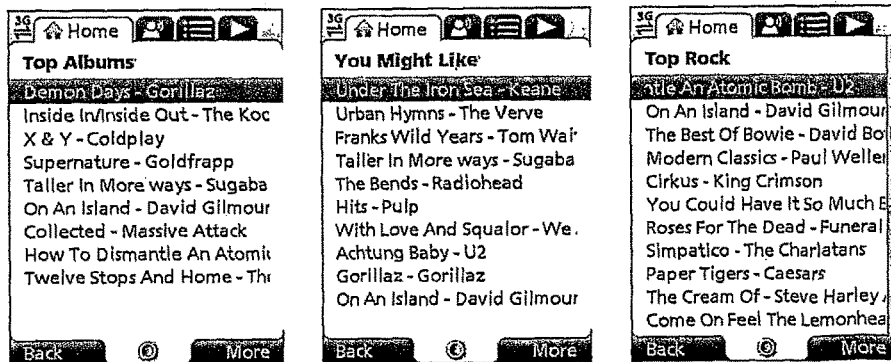 3G Home
Top Albums
Demon Days - Gorillaz
Inside In/Inside Out - The Koc
X & Y - Coldplay
Supernature - Goldfrapp
Taller In More ways - Sugaba
On An Island - David Gilmour
Collected - Massive Attack
How To Dismantle An Atomi
Twelve Stops And Home - Th
Back More
3G Home
You Might Like
Under The Iron Sea - Keane
Urban Hymns - The Verve
Franks Wild Years - Tom Wai
Taller In More ways - Sugaba
The Bends - Radiohead
Hits - Pulp
With Love And Squalor - We
Achtung Baby - U2
Gorillaz - Gorillaz
On An Island - David Gilmour
Back More
3G Home
Top Rock
ntle An Atomic Bomb - U2
On An Island - David Gilmour
The Best Of Bowie - David Bo
Modern Classics - Paul Weller
Cirkus - King Crimson
You Could Have It So Much B
Roses For The Dead - Funeral
Simpatico - The Charlatans
Paper Tigers - Caesars
The Cream Of - Steve Harley
Come On Feel The Lemonhea
Back More